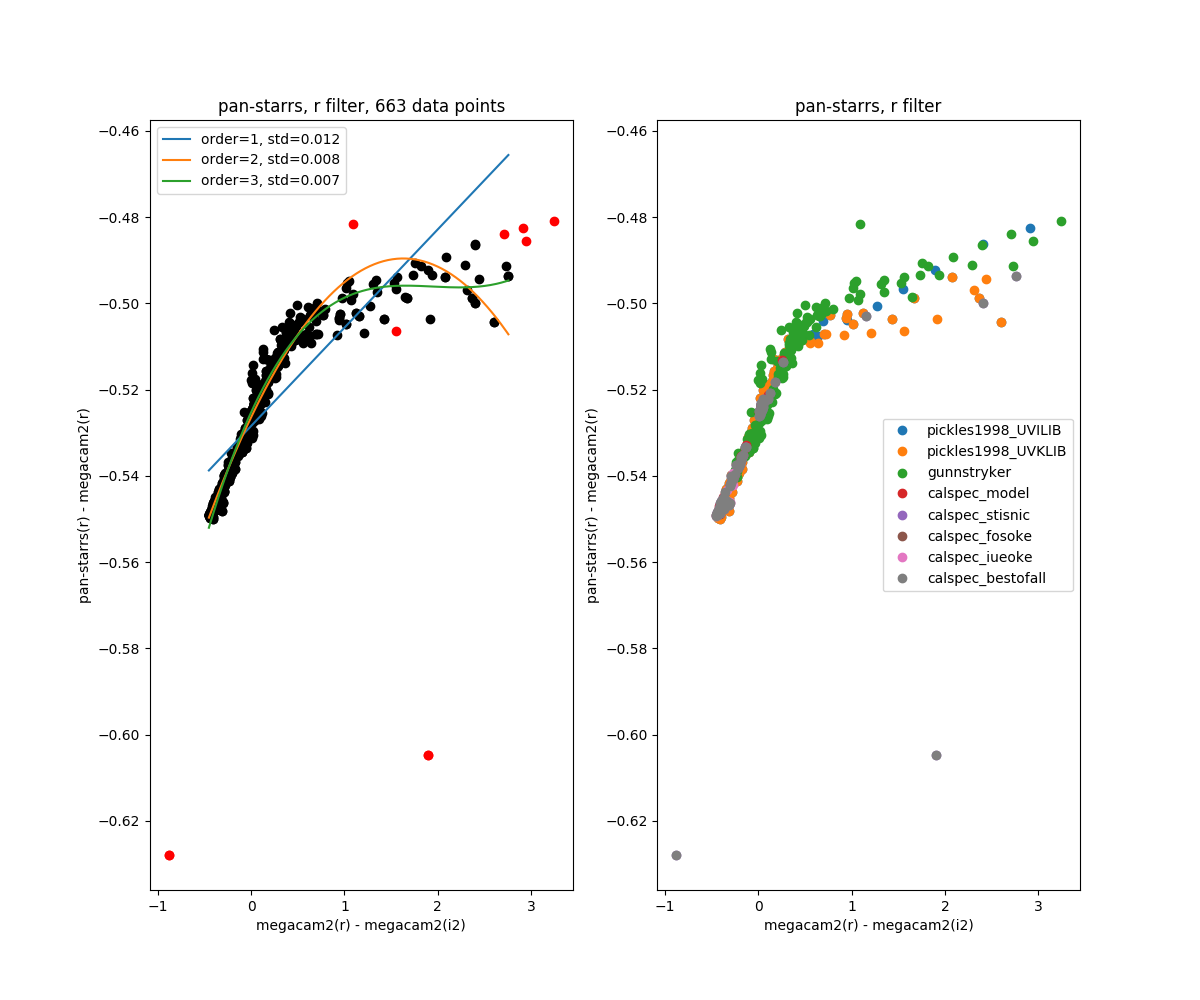 pan-starrs, r filter, 663 data points
order=1, std=0.012
order=2, std=0.008
order=3, std=0.007
−0.46
−0.48
−0.50
−0.52
−0.54
−0.56
−0.58
−0.60
−0.62
pan-starrs(r) - megacam2(r)
−1
0
1
2
3
megacam2(r) - megacam2(i2)
pan-starrs, r filter
−0.46
−0.48
−0.50
−0.52
−0.54
−0.56
−0.58
−0.60
−0.62
pan-starrs(r) - megacam2(r)
pickles1998_UVILIB
pickles1998_UVKLIB
gunnstryker
calspec_model
calspec_stisnic
calspec_fosoke
calspec_iueoke
calspec_bestofall
−1
0
1
2
3
megacam2(r) - megacam2(i2)